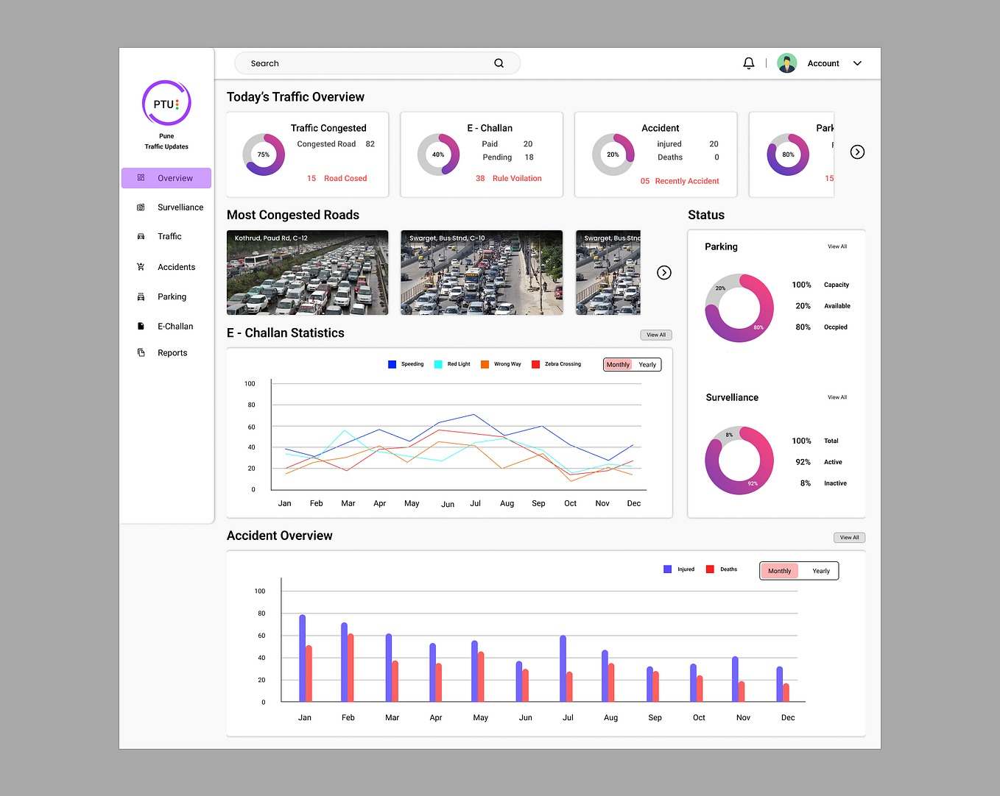 Search
Account
PTU
Pune
Traffic Updates
Overview
Survelliance
Traffic
Accidents
Parking
E-Challan
Reports
Today's Traffic Overview
Traffic Congested
75%
Congested Road 82
15 Road Cosed
E - Challan
40%
Paid 20
Pending 18
38 Rule Voilation
Accident
20%
injured 20
Deaths 0
05 Recently Accident
Park
80%
15
Most Congested Roads
Kothrud, Paud Rd, C-12
Swarget, Bus Stnd, C-10
Swarget, Bus Stnd
Status
Parking
View All
20%
80%
100% Capacity
20% Available
80% Occpied
Survelliance
View All
8%
92%
100% Total
92% Active
8% Inactive
E - Challan Statistics
View All
Speeding Red Light Wrong Way Zebra Crossing
Monthly Yearly
100
80
60
40
20
0
Jan Feb Mar Apr May Jun Jul Aug Sep Oct Nov Dec
Accident Overview
View All
Injured Deaths
Monthly Yearly
100
80
60
40
20
0
Jan Feb Mar Apr May Jun Jul Aug Sep Oct Nov Dec